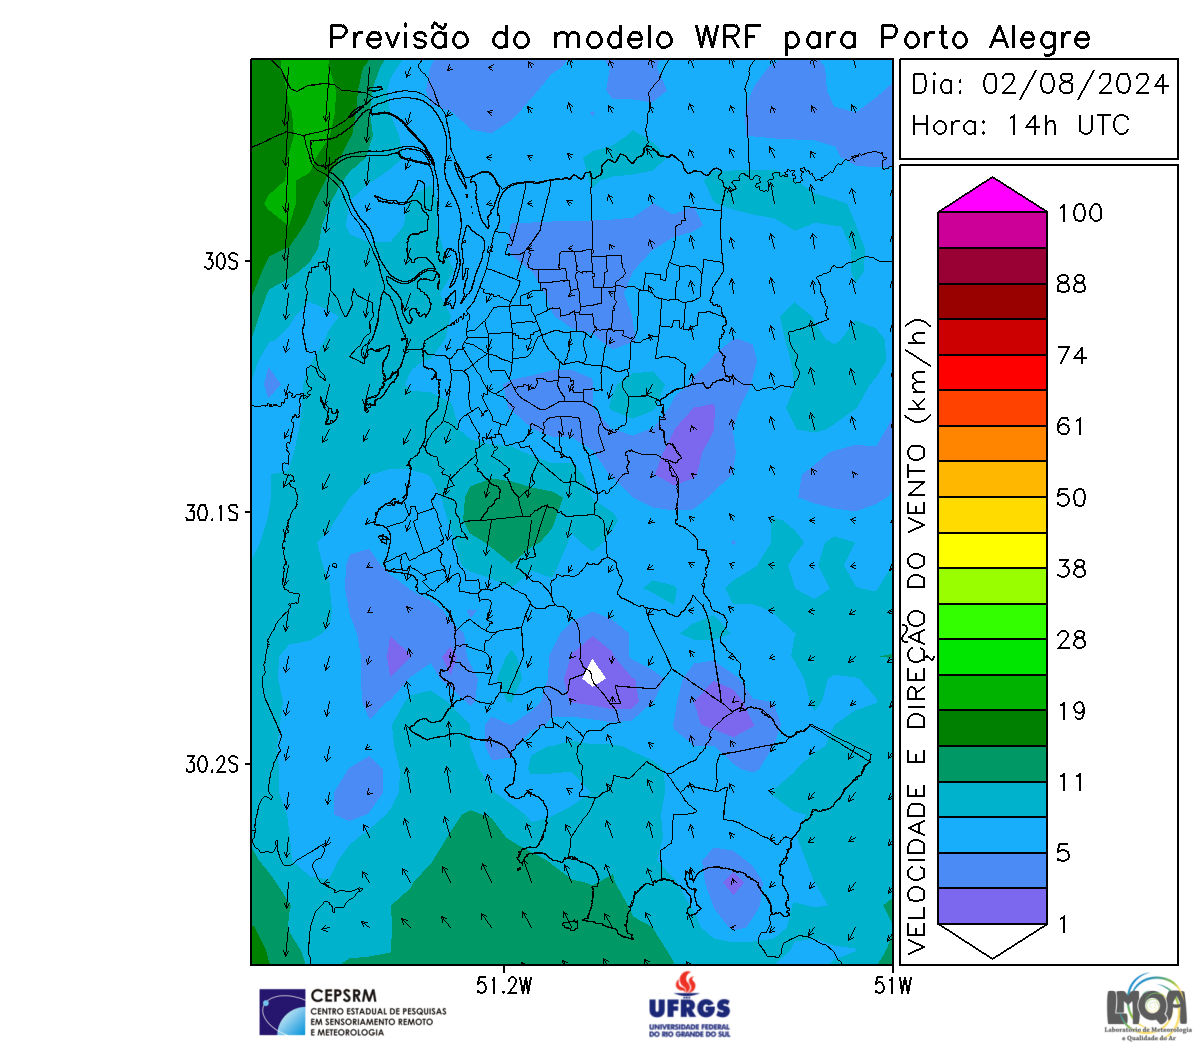 Previsão do modelo WRF para Porto Alegre
Dia: 02/08/2024
Hora: 14h UTC
30S
30.1S
30.2S
51.2W
51W
VELOCIDADE E DIREÇÃO DO VENTO (km/h)
100
88
74
61
50
38
28
19
11
5
1
CEPSRM
CENTRO ESTADUAL DE PESQUISAS
EM SENSORIAMENTO REMOTO
E METEOROLOGIA
UFRGS
UNIVERSIDADE FEDERAL
DO RIO GRANDE DO SUL
LMQA
Laboratório de Meteorologia
e Qualidade do Ar